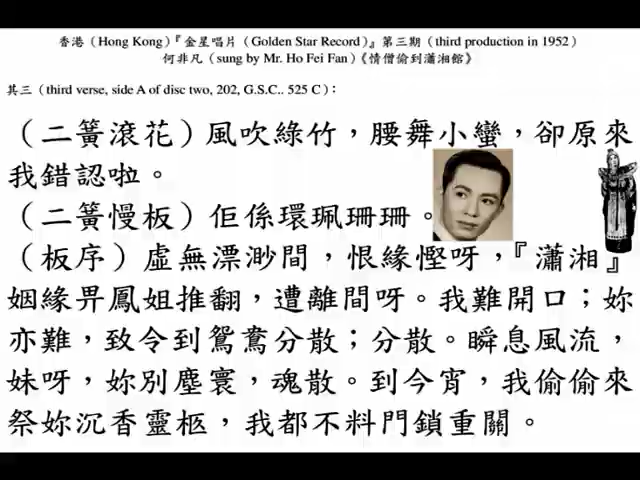 香港（Hong Kong）『金星唱片（Golden Star Record）』第三期（third production in 1952）
何非凡（sung by Mr. Ho Fei Fan）《情僧偷到瀟湘館》
其三（third verse, side A of disc two, 202, G.S.C.. 525 C）：
（二簧滾花）風吹綠竹，腰舞小蠻，卻原來
我錯認啦。
（二簧慢板）佢係環珮珊珊。
（板序）虛無漂渺間，恨緣慳呀，『瀟湘』
姻緣畀鳳姐推翻，遭離間呀。我難開口；妳
亦難，致令到鴛鴦分散；分散。瞬息風流，
妹呀，妳別塵寰，魂散。到今宵，我偷偷來
祭妳沉香靈柩，我都不料門鎖重關。